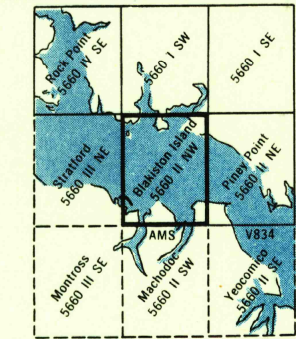 Rock Point
5660 IV SE
5660 I SW
5660 I SE
Stratford
5660 III NE
Blakiston Island
5660 II NW
Piney Point
5660 II NE
AMS
V834
Montross
5660 III SE
Machodoc
5660 II SW
Yeocomico
5660 II SE